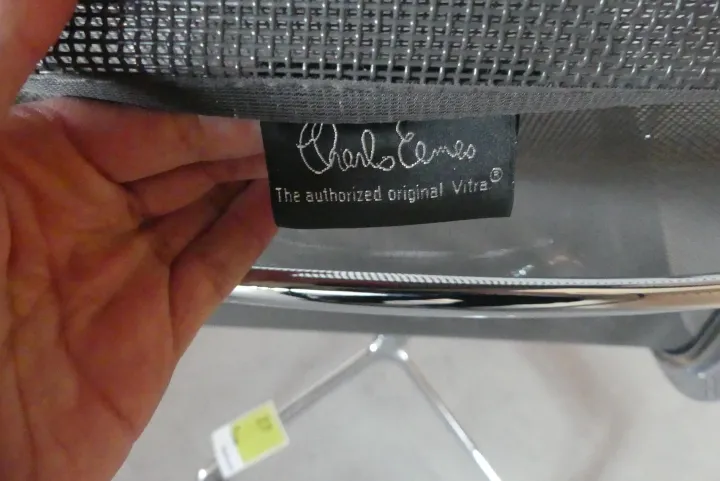 Charles Eames
The authorized original Vitra®